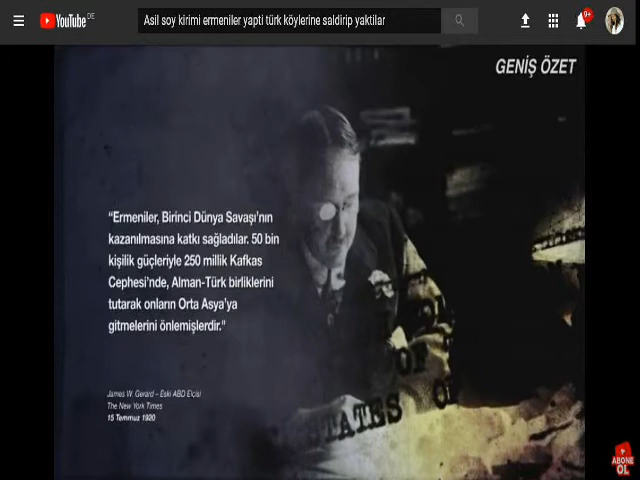 YouTube DE
Asil soy kirimi ermeniler yapti türk köylerine saldirip yaktilar
9+
GENİŞ ÖZET
"Ermeniler, Birinci Dünya Savaşı'nın
kazanılmasına katkı sağladılar. 50 bin
kişilik güçleriyle 250 millik Kafkas
Cephesi'nde, Alman-Türk birliklerini
tutarak onların Orta Asya'ya
gitmelerini önlemişlerdir."
James W. Gerard – Eski ABD Elçisi
The New York Times
15 Temmuz 1920
OF
STATES
ABONE
OL